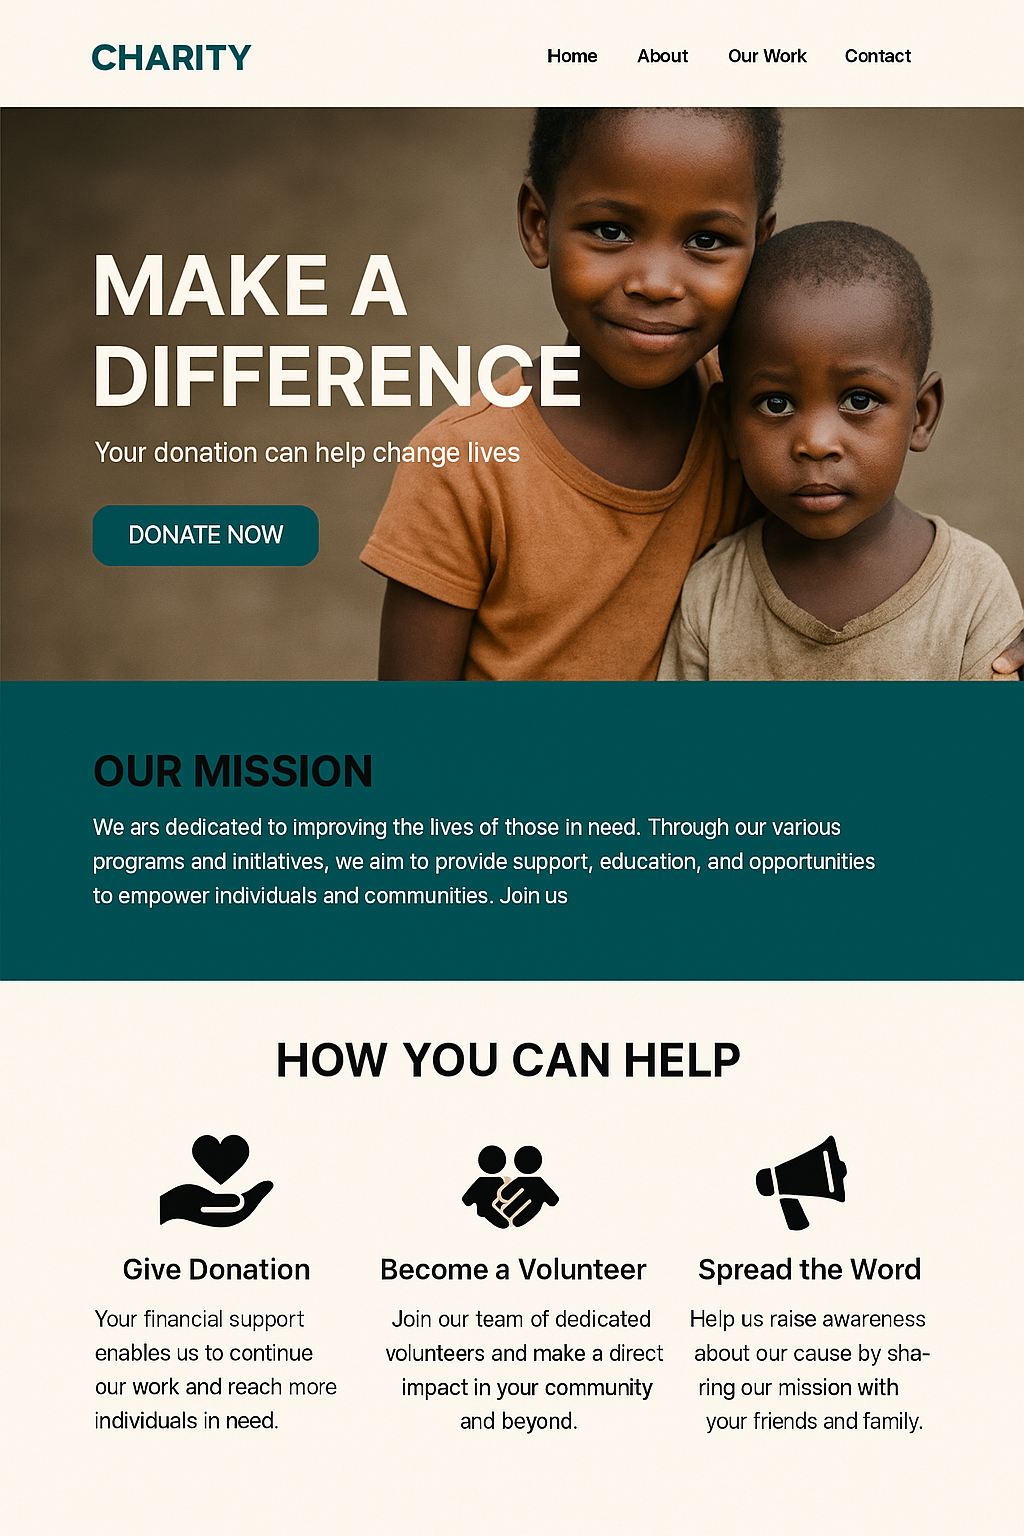 CHARITY
Home About Our Work Contact
MAKE A
DIFFERENCE
Your donation can help change lives
DONATE NOW
OUR MISSION
We ars dedicated to improving the lives of those in need. Through our various
programs and initlatives, we aim to provide support, education, and opportunities
to empower individuals and communities. Join us
HOW YOU CAN HELP
Give Donation
Your financial support
enables us to continue
our work and reach more
individuals in need.
Become a Volunteer
Join our team of dedicated
volunteers and make a direct
impact in your community
and beyond.
Spread the Word
Help us raise awareness
about our cause by sha-
ring our mission with
your friends and family.